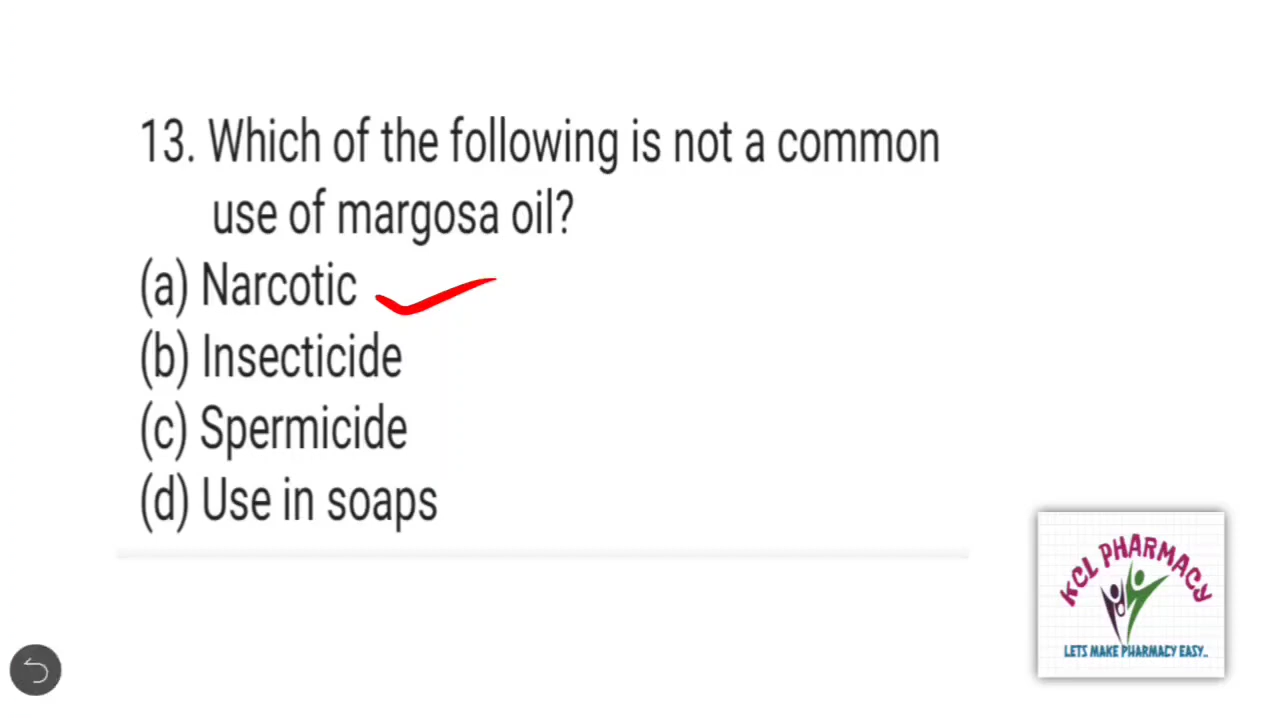 13. Which of the following is not a common
use of margosa oil?
(a) Narcotic
(b) Insecticide
(c) Spermicide
(d) Use in soaps
KCL PHARMACY
LETS MAKE PHARMACY EASY..